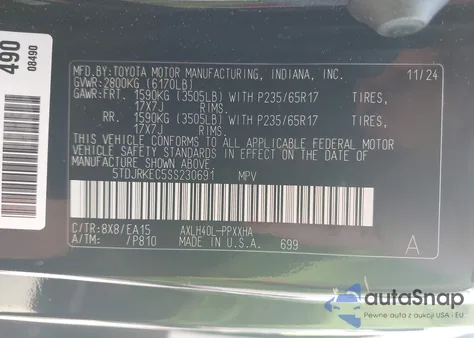 490
08490
MFD.BY:TOYOTA MOTOR MANUFACTURING, INDIANA, INC. 11/24
GVWR:2800KG (6170LB)
GAWR:FRT. 1590KG (3505LB) WITH P235/65R17 TIRES,
17X7J RIMS,
RR. 1590KG (3505LB) WITH P235/65R17 TIRES,
17X7J RIMS,
THIS VEHICLE CONFORMS TO ALL APPLICABLE FEDERAL MOTOR
VEHICLE SAFETY STANDARDS IN EFFECT ON THE DATE OF
MANUFACTURE SHOWN ABOVE.
5TDJRKEC5SS230691 MPV
C/TR:8X8/EA15 AXLH40L-PPXXHA
A/TM: /P810 MADE IN U.S.A. 699 A
autoSnap
Pewne auta z aukcji US i EU